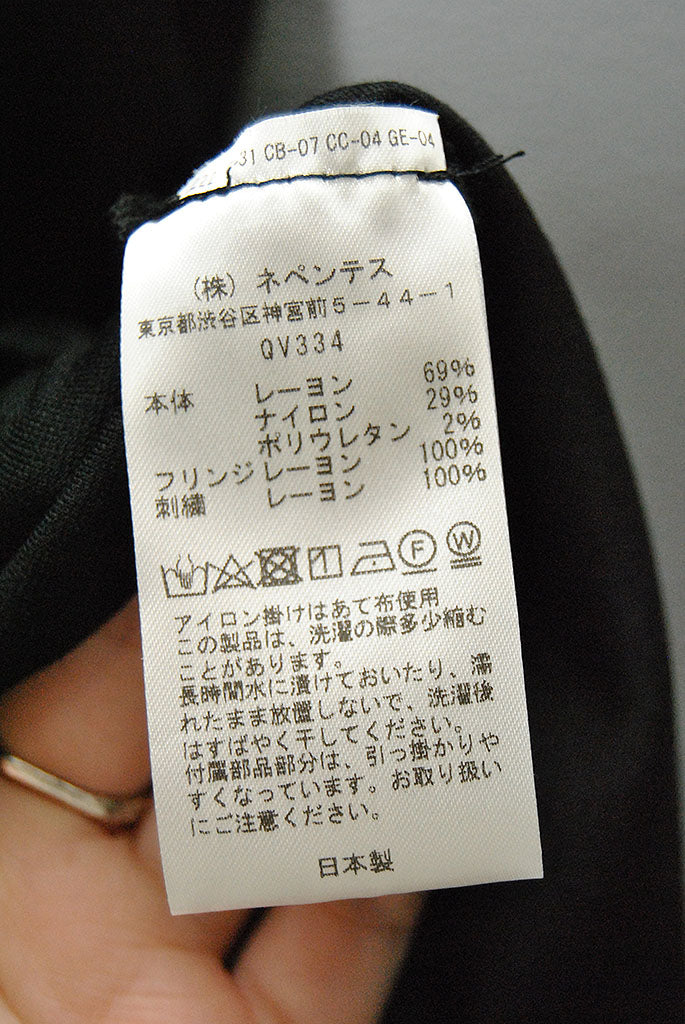 31 CB-07 CC-04 GE-04
(株) ネペンテス
東京都渋谷区神宮前5-44-1
QV334
本体 レーヨン 69%
ナイロン 29%
ポリウレタン 2%
フリンジ レーヨン 100%
刺繍 レーヨン 100%
F W
アイロン掛けはあて布使用
この製品は、洗濯の際多少縮む
ことがあります。
長時間水に漬けておいたり、濡
れたまま放置しないで、洗濯後
はすばやく干してください。
付属部品部分は、引っ掛かりや
すくなっています。お取り扱い
にご注意ください。
日本製